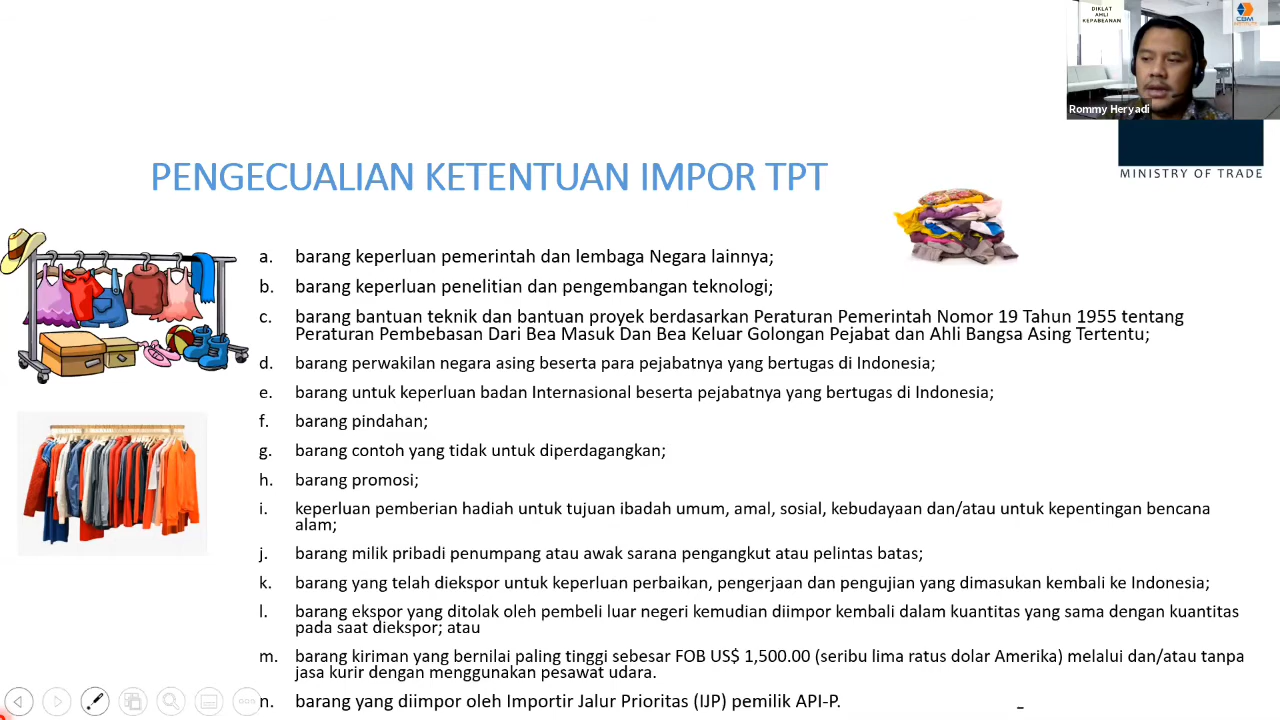 DIKLAT
AHLI
KEPABEANAN
CBM
Rommy Heryadi
MINISTRY OF TRADE
PENGECUALIAN KETENTUAN IMPOR TPT
a. barang keperluan pemerintah dan lembaga Negara lainnya;
b. barang keperluan penelitian dan pengembangan teknologi;
c. barang bantuan teknik dan bantuan proyek berdasarkan Peraturan Pemerintah Nomor 19 Tahun 1955 tentang
Peraturan Pembebasan Dari Bea Masuk Dan Bea Keluar Golongan Pejabat dan Ahli Bangsa Asing Tertentu;
d. barang perwakilan negara asing beserta para pejabatnya yang bertugas di Indonesia;
e. barang untuk keperluan badan Internasional beserta pejabatnya yang bertugas di Indonesia;
f. barang pindahan;
g. barang contoh yang tidak untuk diperdagangkan;
h. barang promosi;
i. keperluan pemberian hadiah untuk tujuan ibadah umum, amal, sosial, kebudayaan dan/atau untuk kepentingan bencana
alam;
j. barang milik pribadi penumpang atau awak sarana pengangkut atau pelintas batas;
k. barang yang telah diekspor untuk keperluan perbaikan, pengerjaan dan pengujian yang dimasukan kembali ke Indonesia;
l. barang ekspor yang ditolak oleh pembeli luar negeri kemudian diimpor kembali dalam kuantitas yang sama dengan kuantitas
pada saat diekspor; atau
m. barang kiriman yang bernilai paling tinggi sebesar FOB US$ 1,500.00 (seribu lima ratus dolar Amerika) melalui dan/atau tanpa
jasa kurir dengan menggunakan pesawat udara.
n. barang yang diimpor oleh Importir Jalur Prioritas (IJP) pemilik API-P.